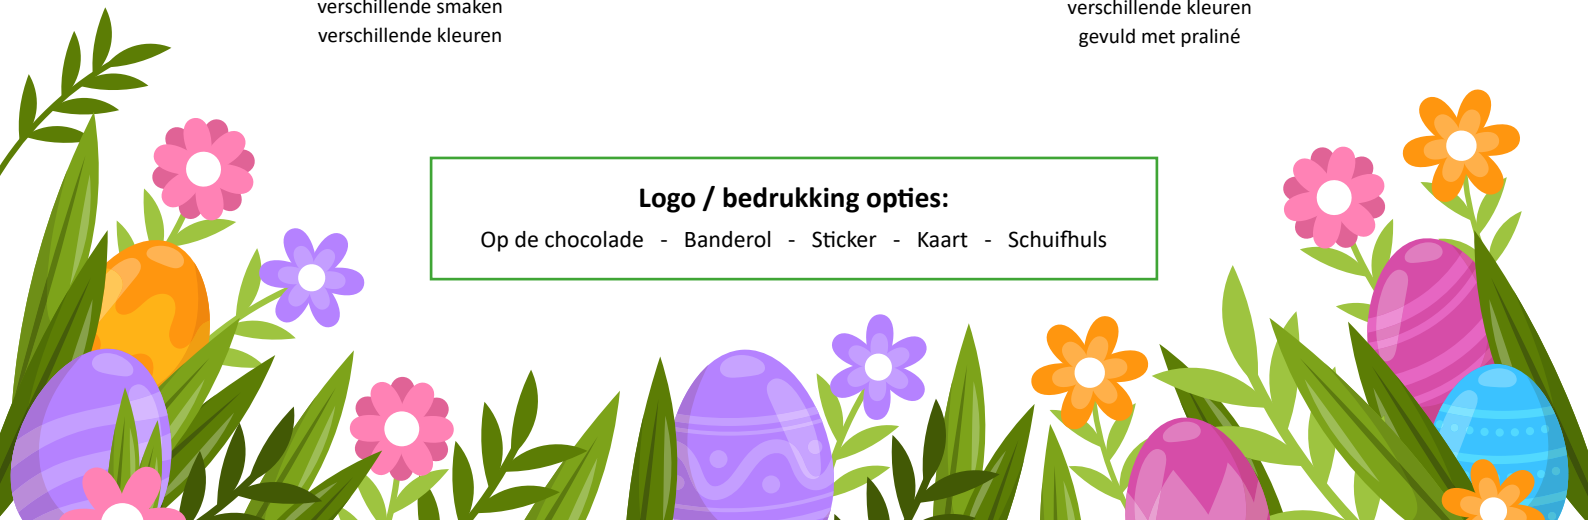 verschillende smaken
verschillende kleuren
verschillende kleuren
gevuld met praliné
Logo / bedrukking opties:
Op de chocolade - Banderol - Sticker - Kaart - Schuifhuls